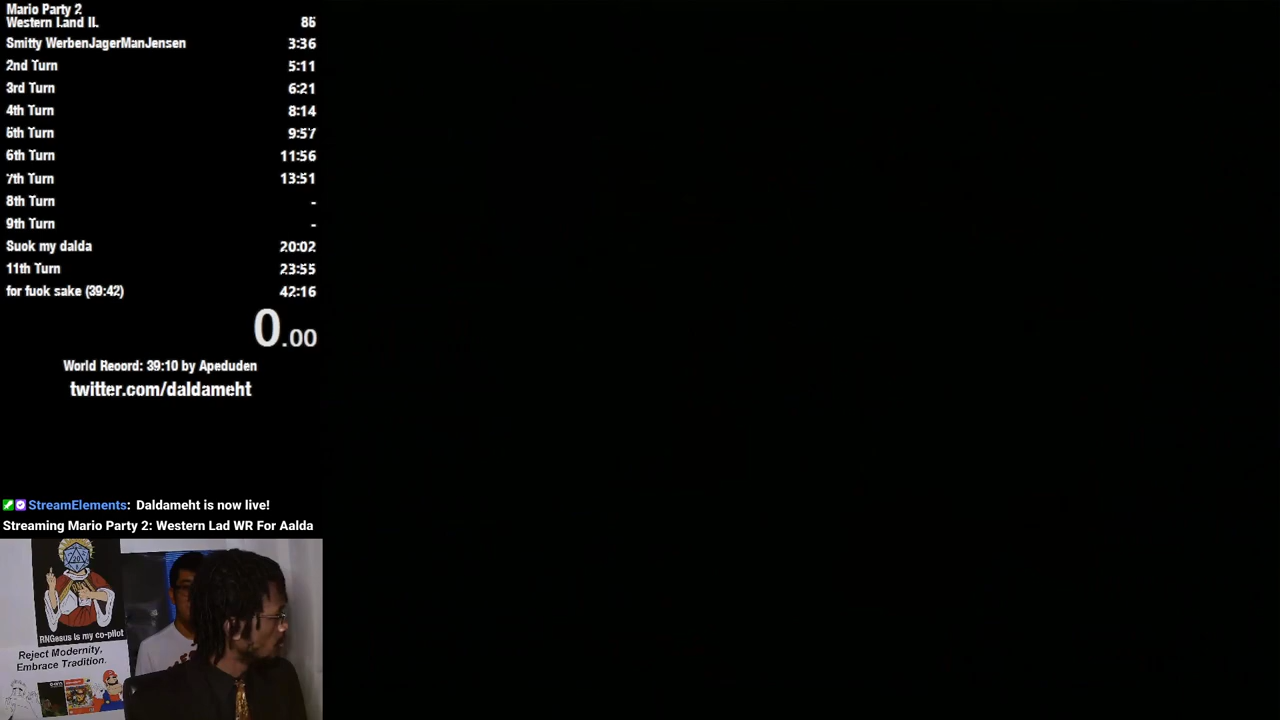 Mario Party 2
Western Land II. 85
Smitty WerbenJagerManJensen 3:36
2nd Turn 5:11
3rd Turn 6:21
4th Turn 8:14
5th Turn 9:57
6th Turn 11:56
7th Turn 13:51
8th Turn -
9th Turn -
Suok my dalda 20:02
11th Turn 23:55
for fuok sake (39:42) 42:16
0.00
World Reoord: 39:10 by Apeduden
twitter.com/daldameht
StreamElements: Daldameht is now live!
Streaming Mario Party 2: Western Lad WR For Aalda
RNGesus is my co-pilot
Reject Modernity,
Embrace Tradition.